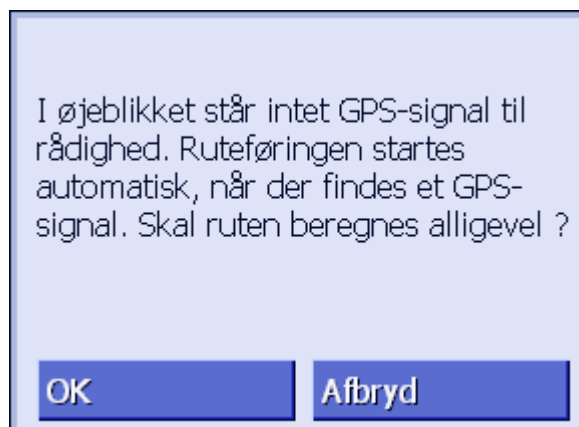 I øjeblikket står intet GPS-signal til
rådighed. Ruteføringen startes
automatisk, når der findes et GPS-
signal. Skal ruten beregnes alligevel ?
OK
Afbryd